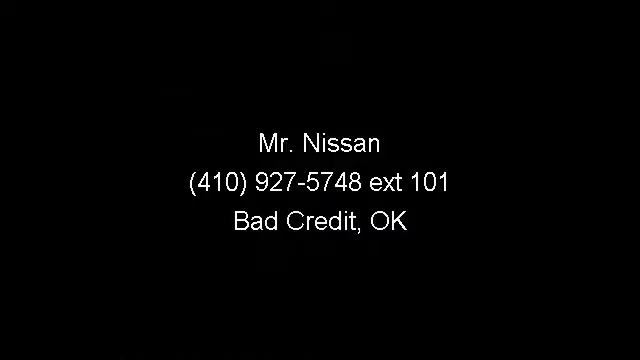 Mr. Nissan
(410) 927-5748 ext 101
Bad Credit, OK